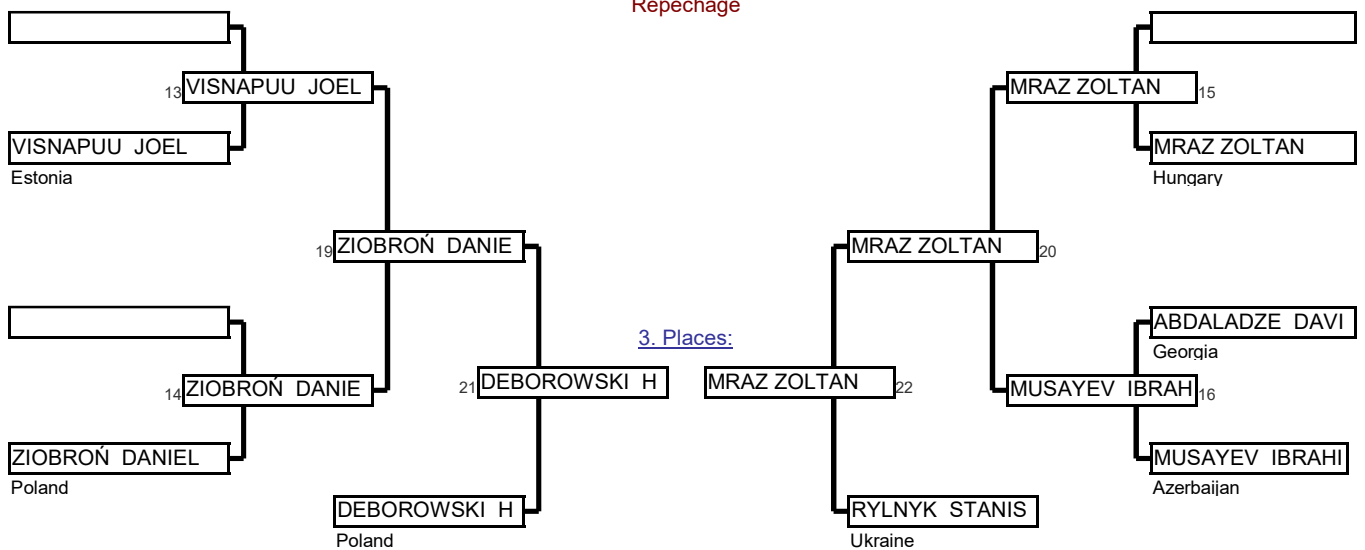 Repechage
13 VISNAPUU JOEL
MRAZ ZOLTAN 15
VISNAPUU JOEL
Estonia
MRAZ ZOLTAN
Hungary
19 ZIOBROŃ DANIE
MRAZ ZOLTAN 20
3. Places:
ABDALADZE DAVI
Georgia
14 ZIOBROŃ DANIE
21 DEBOROWSKI H
MRAZ ZOLTAN 22
MUSAYEV IBRAH 16
ZIOBROŃ DANIEL
Poland
MUSAYEV IBRAHI
Azerbaijan
DEBOROWSKI H
Poland
RYLNYK STANIS
Ukraine